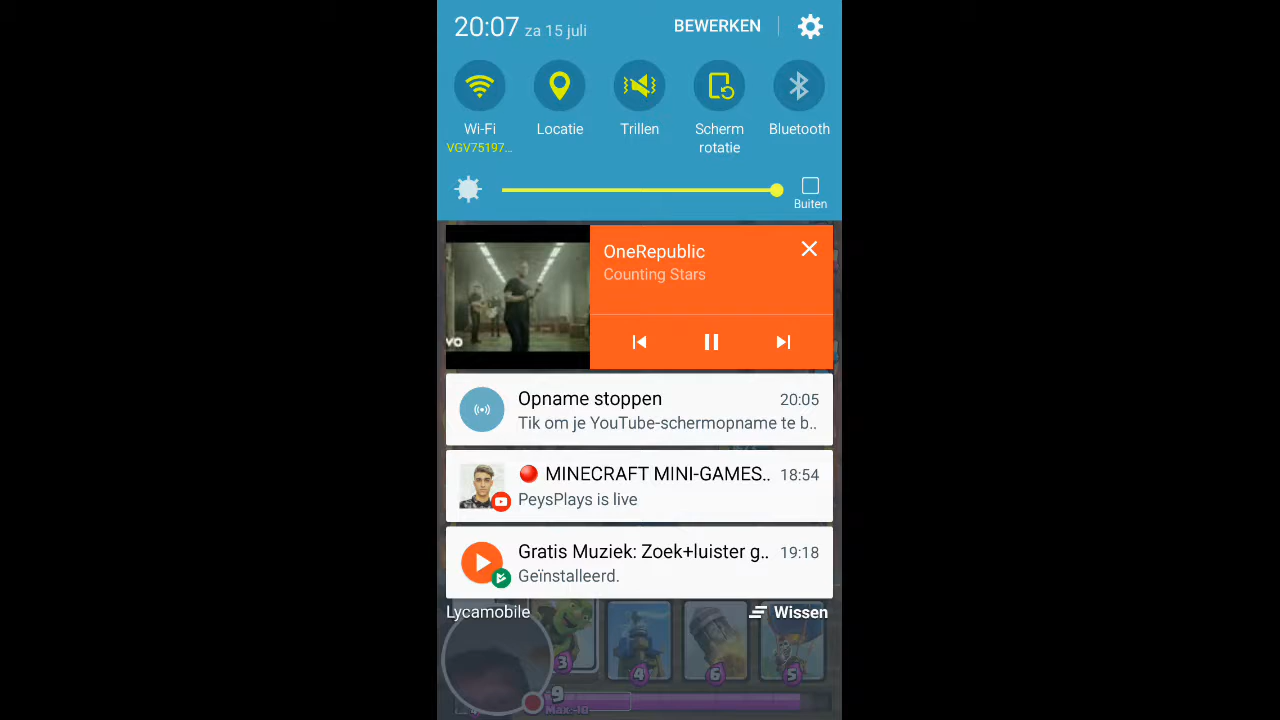 20:07 za 15 juli BEWERKEN
Wi-Fi Locatie Trillen Scherm rotatie Bluetooth
VGV75197...
Buiten
OneRepublic
Counting Stars
VO
Opname stoppen 20:05
Tik om je YouTube-schermopname te b..
MINECRAFT MINI-GAMES.. 18:54
PeysPlays is live
Gratis Muziek: Zoek+luister g.. 19:18
Geïnstalleerd.
Lycamobile Wissen
3 4 6 5
9
Max.:10